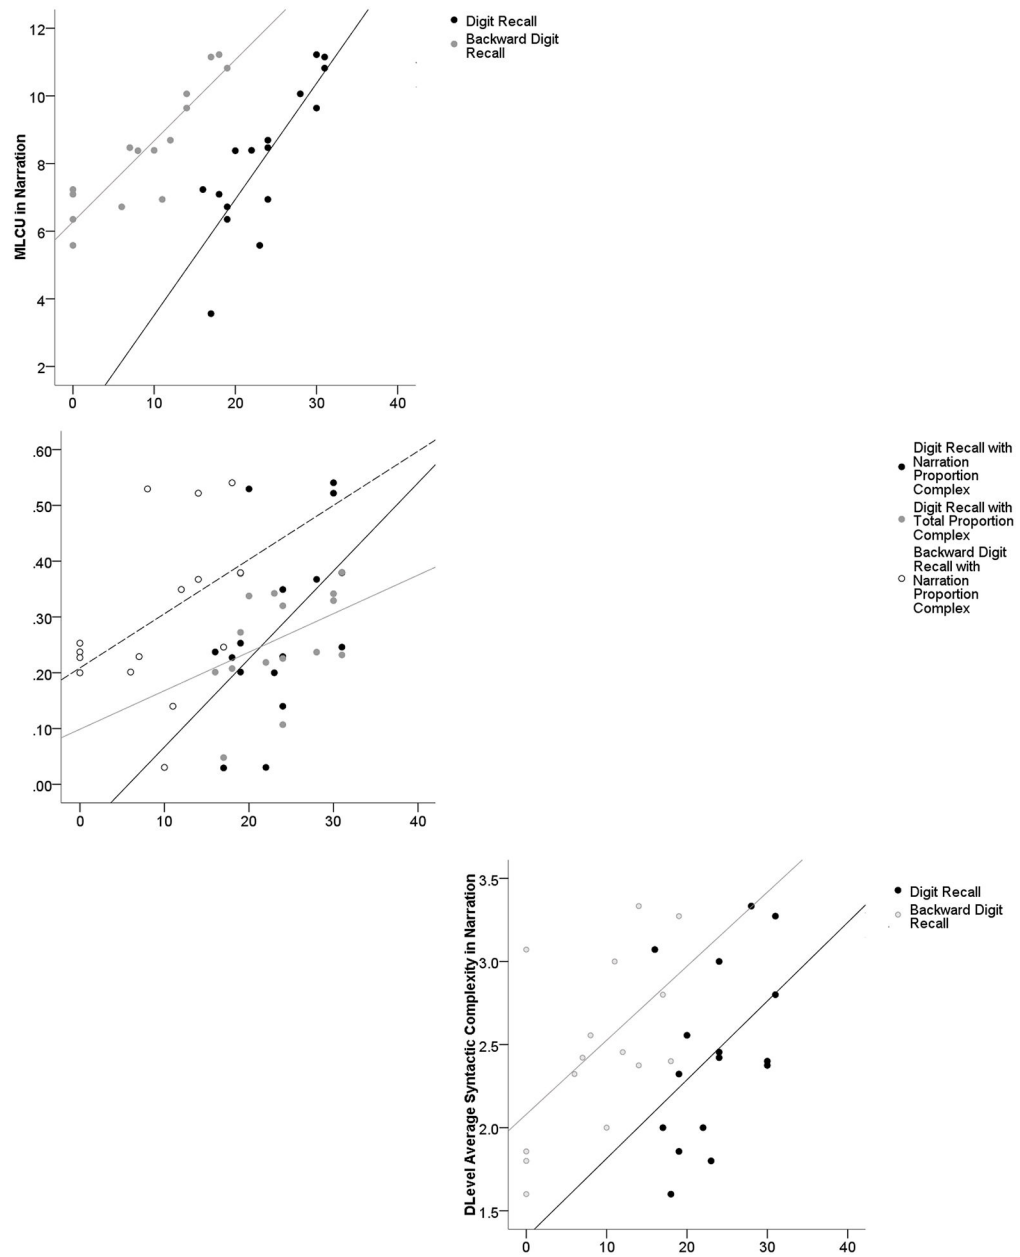 12
10
8
6
4
2
MLCU in Narration
0 10 20 30 40
Digit Recall
Backward Digit
Recall
.60
.50
.40
.30
.20
.10
.00
0 10 20 30 40
Digit Recall with
Narration
Proportion
Complex
Digit Recall with
Total Proportion
Complex
Backward Digit
Recall with
Narration
Proportion
Complex
3.5
3.0
2.5
2.0
1.5
DLevel Average Syntactic Complexity in Narration
0 10 20 30 40
Digit Recall
Backward Digit
Recall